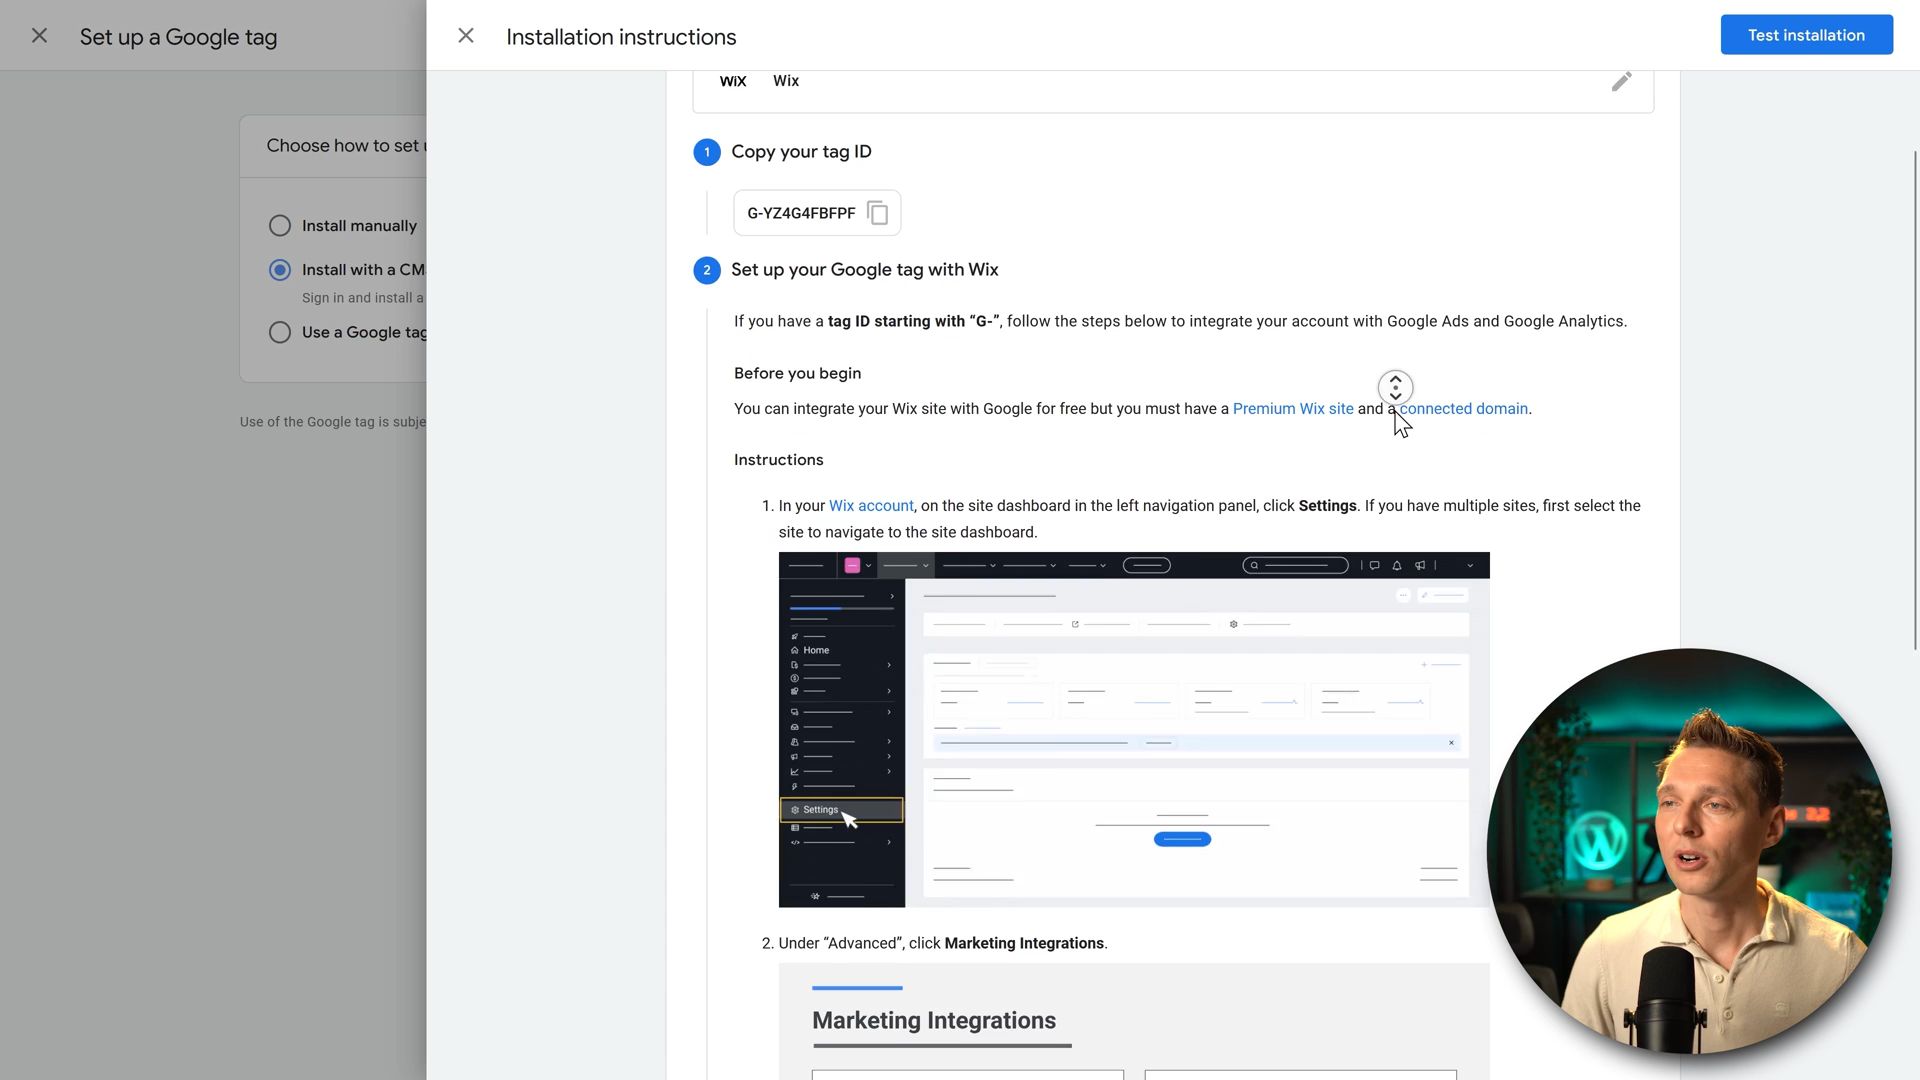 Set up a Google tag
Installation instructions
Test installation
Choose how to set u
Install manually
Install with a CM
Sign in and install a
Use a Google tag
Use of the Google tag is subje
WiX Wix
1 Copy your tag ID
G-YZ4G4FBFPF
2 Set up your Google tag with Wix
If you have a tag ID starting with “G-”, follow the steps below to integrate your account with Google Ads and Google Analytics.
Before you begin
You can integrate your Wix site with Google for free but you must have a Premium Wix site and a connected domain.
Instructions
1. In your Wix account, on the site dashboard in the left navigation panel, click Settings. If you have multiple sites, first select the
site to navigate to the site dashboard.
Home
Settings
2. Under “Advanced”, click Marketing Integrations.
Marketing Integrations